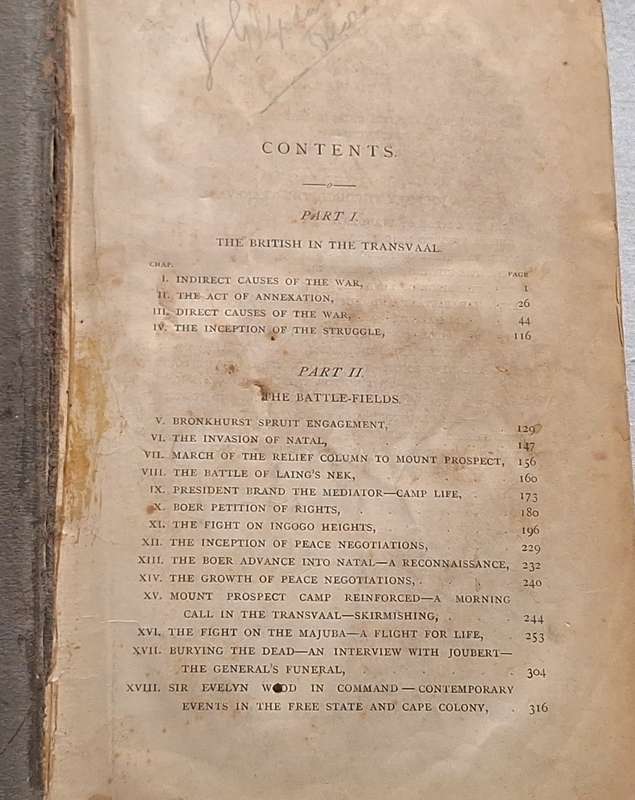 CONTENTS.
PART I.
THE BRITISH IN THE TRANSVAAL.
CHAP. PAGE
I. INDIRECT CAUSES OF THE WAR, 1
II. THE ACT OF ANNEXATION, 26
III. DIRECT CAUSES OF THE WAR, 44
IV. THE INCEPTION OF THE STRUGGLE, 116
PART II.
THE BATTLE-FIELDS.
V. BRONKHURST SPRUIT ENGAGEMENT, 129
VI. THE INVASION OF NATAL, 147
VII. MARCH OF THE RELIEF COLUMN TO MOUNT PROSPECT, 156
VIII. THE BATTLE OF LAING'S NEK, 160
IX. PRESIDENT BRAND THE MEDIATOR—CAMP LIFE, 173
X. BOER PETITION OF RIGHTS, 180
XI. THE FIGHT ON INGOGO HEIGHTS, 196
XII. THE INCEPTION OF PEACE NEGOTIATIONS, 229
XIII. THE BOER ADVANCE INTO NATAL—A RECONNAISSANCE, 232
XIV. THE GROWTH OF PEACE NEGOTIATIONS, 240
XV. MOUNT PROSPECT CAMP REINFORCED—A MORNING
CALL IN THE TRANSVAAL—SKIRMISHING, 244
XVI. THE FIGHT ON THE MAJUBA—A FLIGHT FOR LIFE, 253
XVII. BURYING THE DEAD—AN INTERVIEW WITH JOUBERT—
THE GENERAL'S FUNERAL, 304
XVIII. SIR EVELYN WOOD IN COMMAND—CONTEMPORARY
EVENTS IN THE FREE STATE AND CAPE COLONY, 316